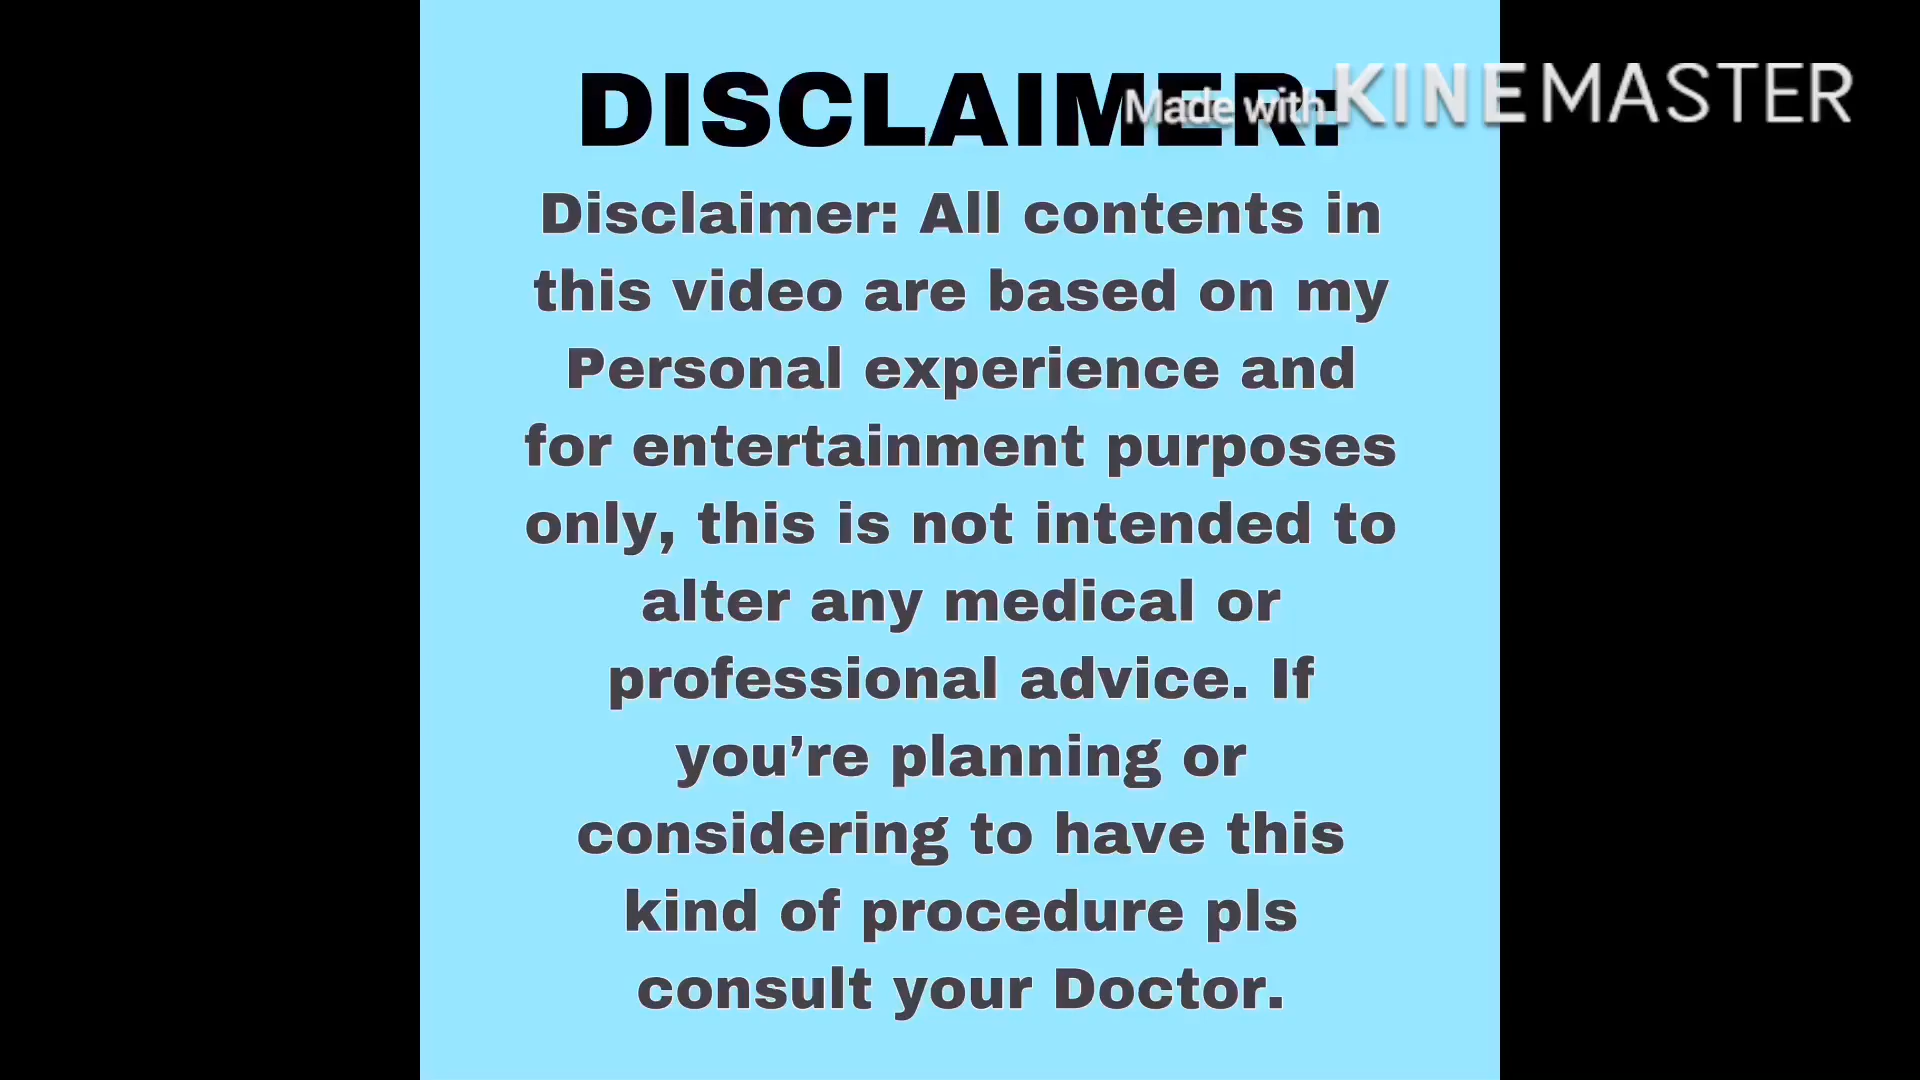 DISCLAIMER:
Made with KINEMASTER
Disclaimer: All contents in
this video are based on my
Personal experience and
for entertainment purposes
only, this is not intended to
alter any medical or
professional advice. If
you’re planning or
considering to have this
kind of procedure pls
consult your Doctor.